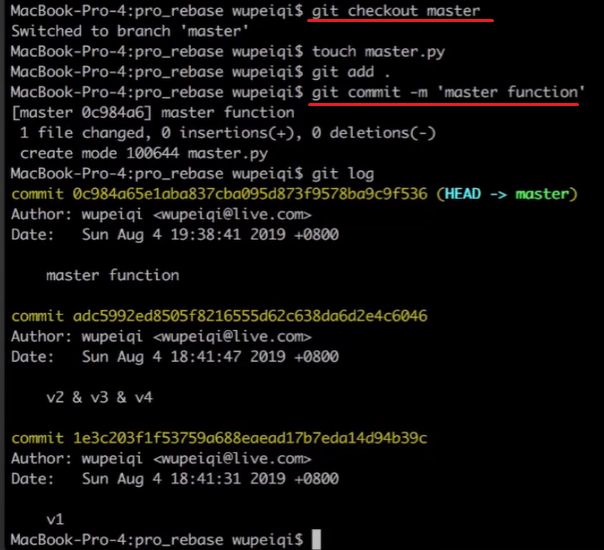 MacBook-Pro-4:pro_rebase wupeiqi$ git checkout master
Switched to branch 'master'
MacBook-Pro-4:pro_rebase wupeiqi$ touch master.py
MacBook-Pro-4:pro_rebase wupeiqi$ git add .
MacBook-Pro-4:pro_rebase wupeiqi$ git commit -m 'master function'
[master 0c984a6] master function
 1 file changed, 0 insertions(+), 0 deletions(-)
 create mode 100644 master.py
MacBook-Pro-4:pro_rebase wupeiqi$ git log
commit 0c984a65e1aba837cba095d873f9578ba9c9f536 (HEAD -> master)
Author: wupeiqi <wupeiqi@live.com>
Date:   Sun Aug 4 19:38:41 2019 +0800
    master function
commit adc5992ed8505f8216555d62c638da6d2e4c6046
Author: wupeiqi <wupeiqi@live.com>
Date:   Sun Aug 4 18:41:47 2019 +0800
    v2 & v3 & v4
commit 1e3c203f1f53759a688eaead17b7eda14d94b39c
Author: wupeiqi <wupeiqi@live.com>
Date:   Sun Aug 4 18:41:31 2019 +0800
    v1
MacBook-Pro-4:pro_rebase wupeiqi$